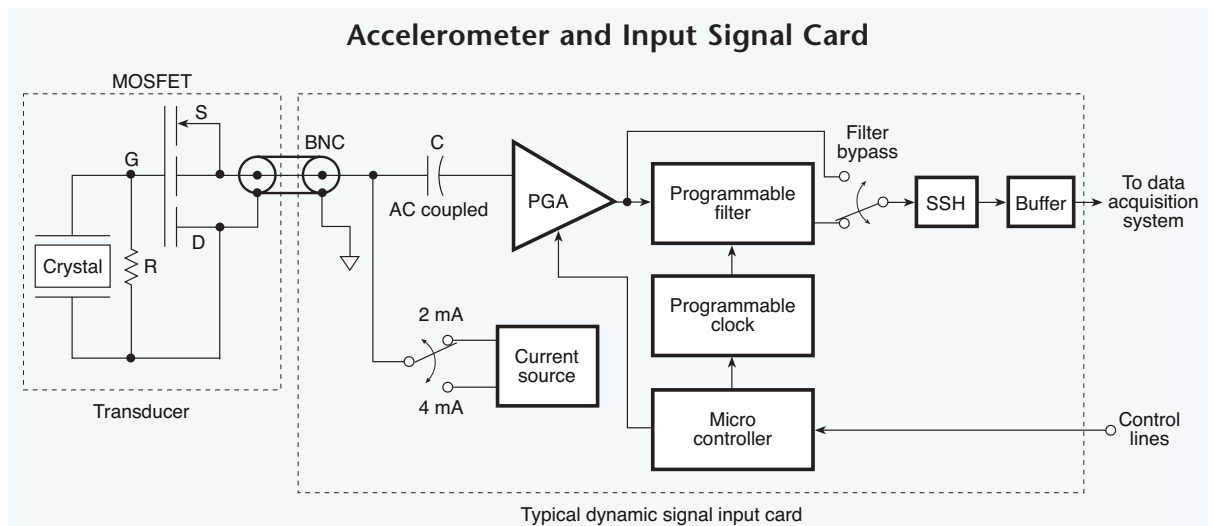 Accelerometer and Input Signal Card
MOSFET
S
G
D
Crystal
R
Transducer
BNC
C
AC coupled
PGA
2 mA
4 mA
Current
source
Programmable
filter
Filter
bypass
SSH
Buffer
To data
acquisition
system
Programmable
clock
Micro
controller
Control
lines
Typical dynamic signal input card